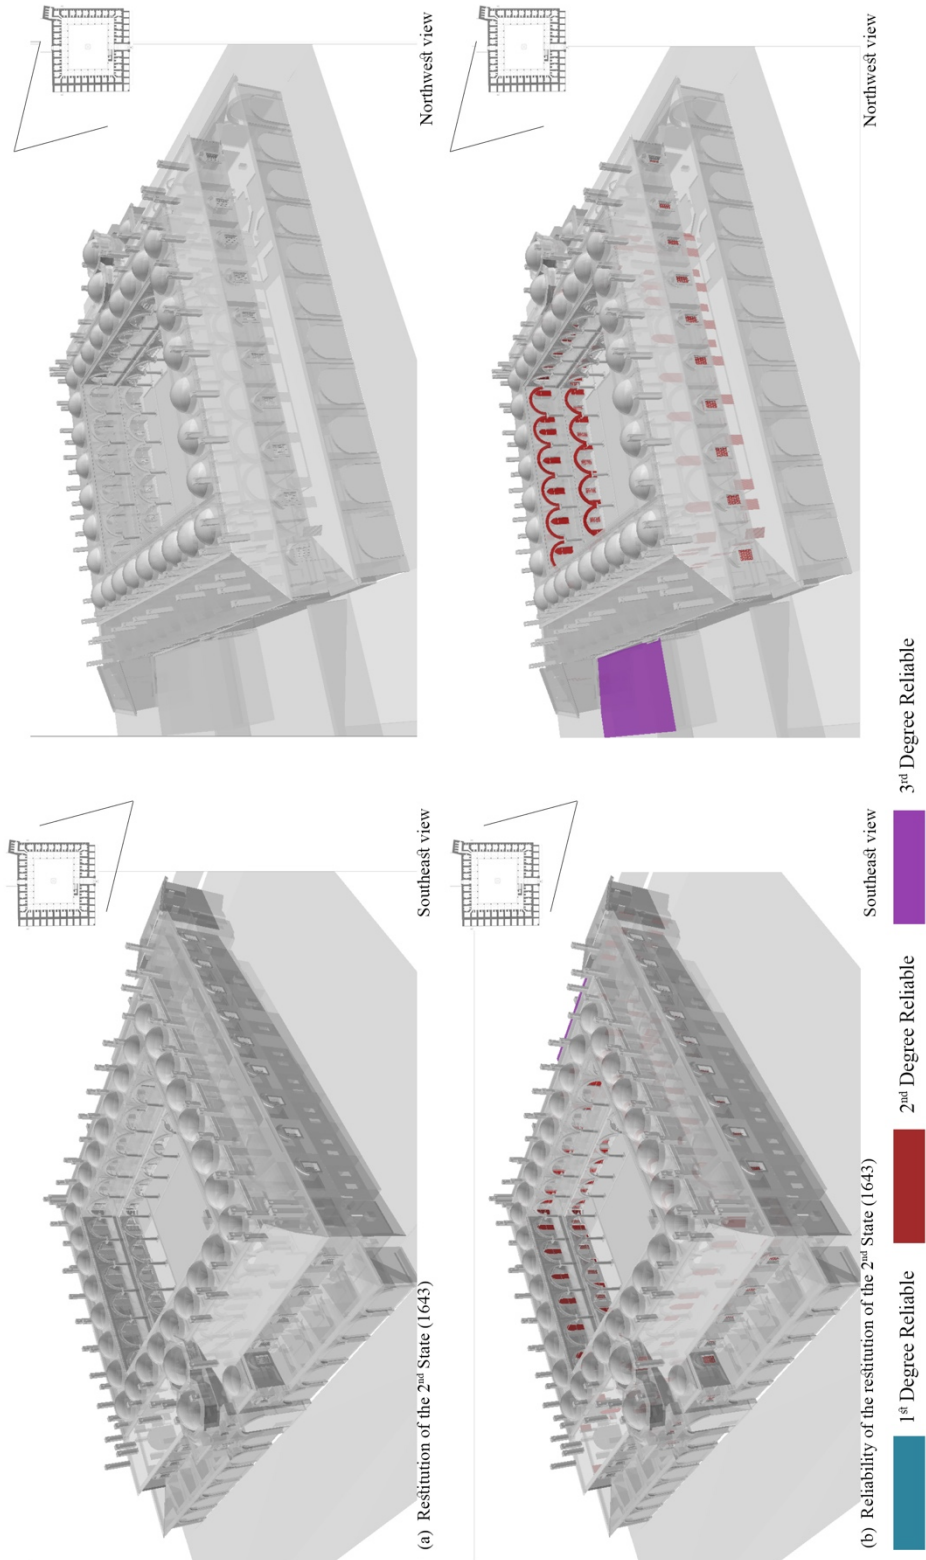 Southeast view
Northwest view
(a) Restitution of the 2nd State (1643)
Southeast view
Northwest view
(b) Reliability of the restitution of the 2nd State (1643)
1st Degree Reliable
2nd Degree Reliable
3rd Degree Reliable